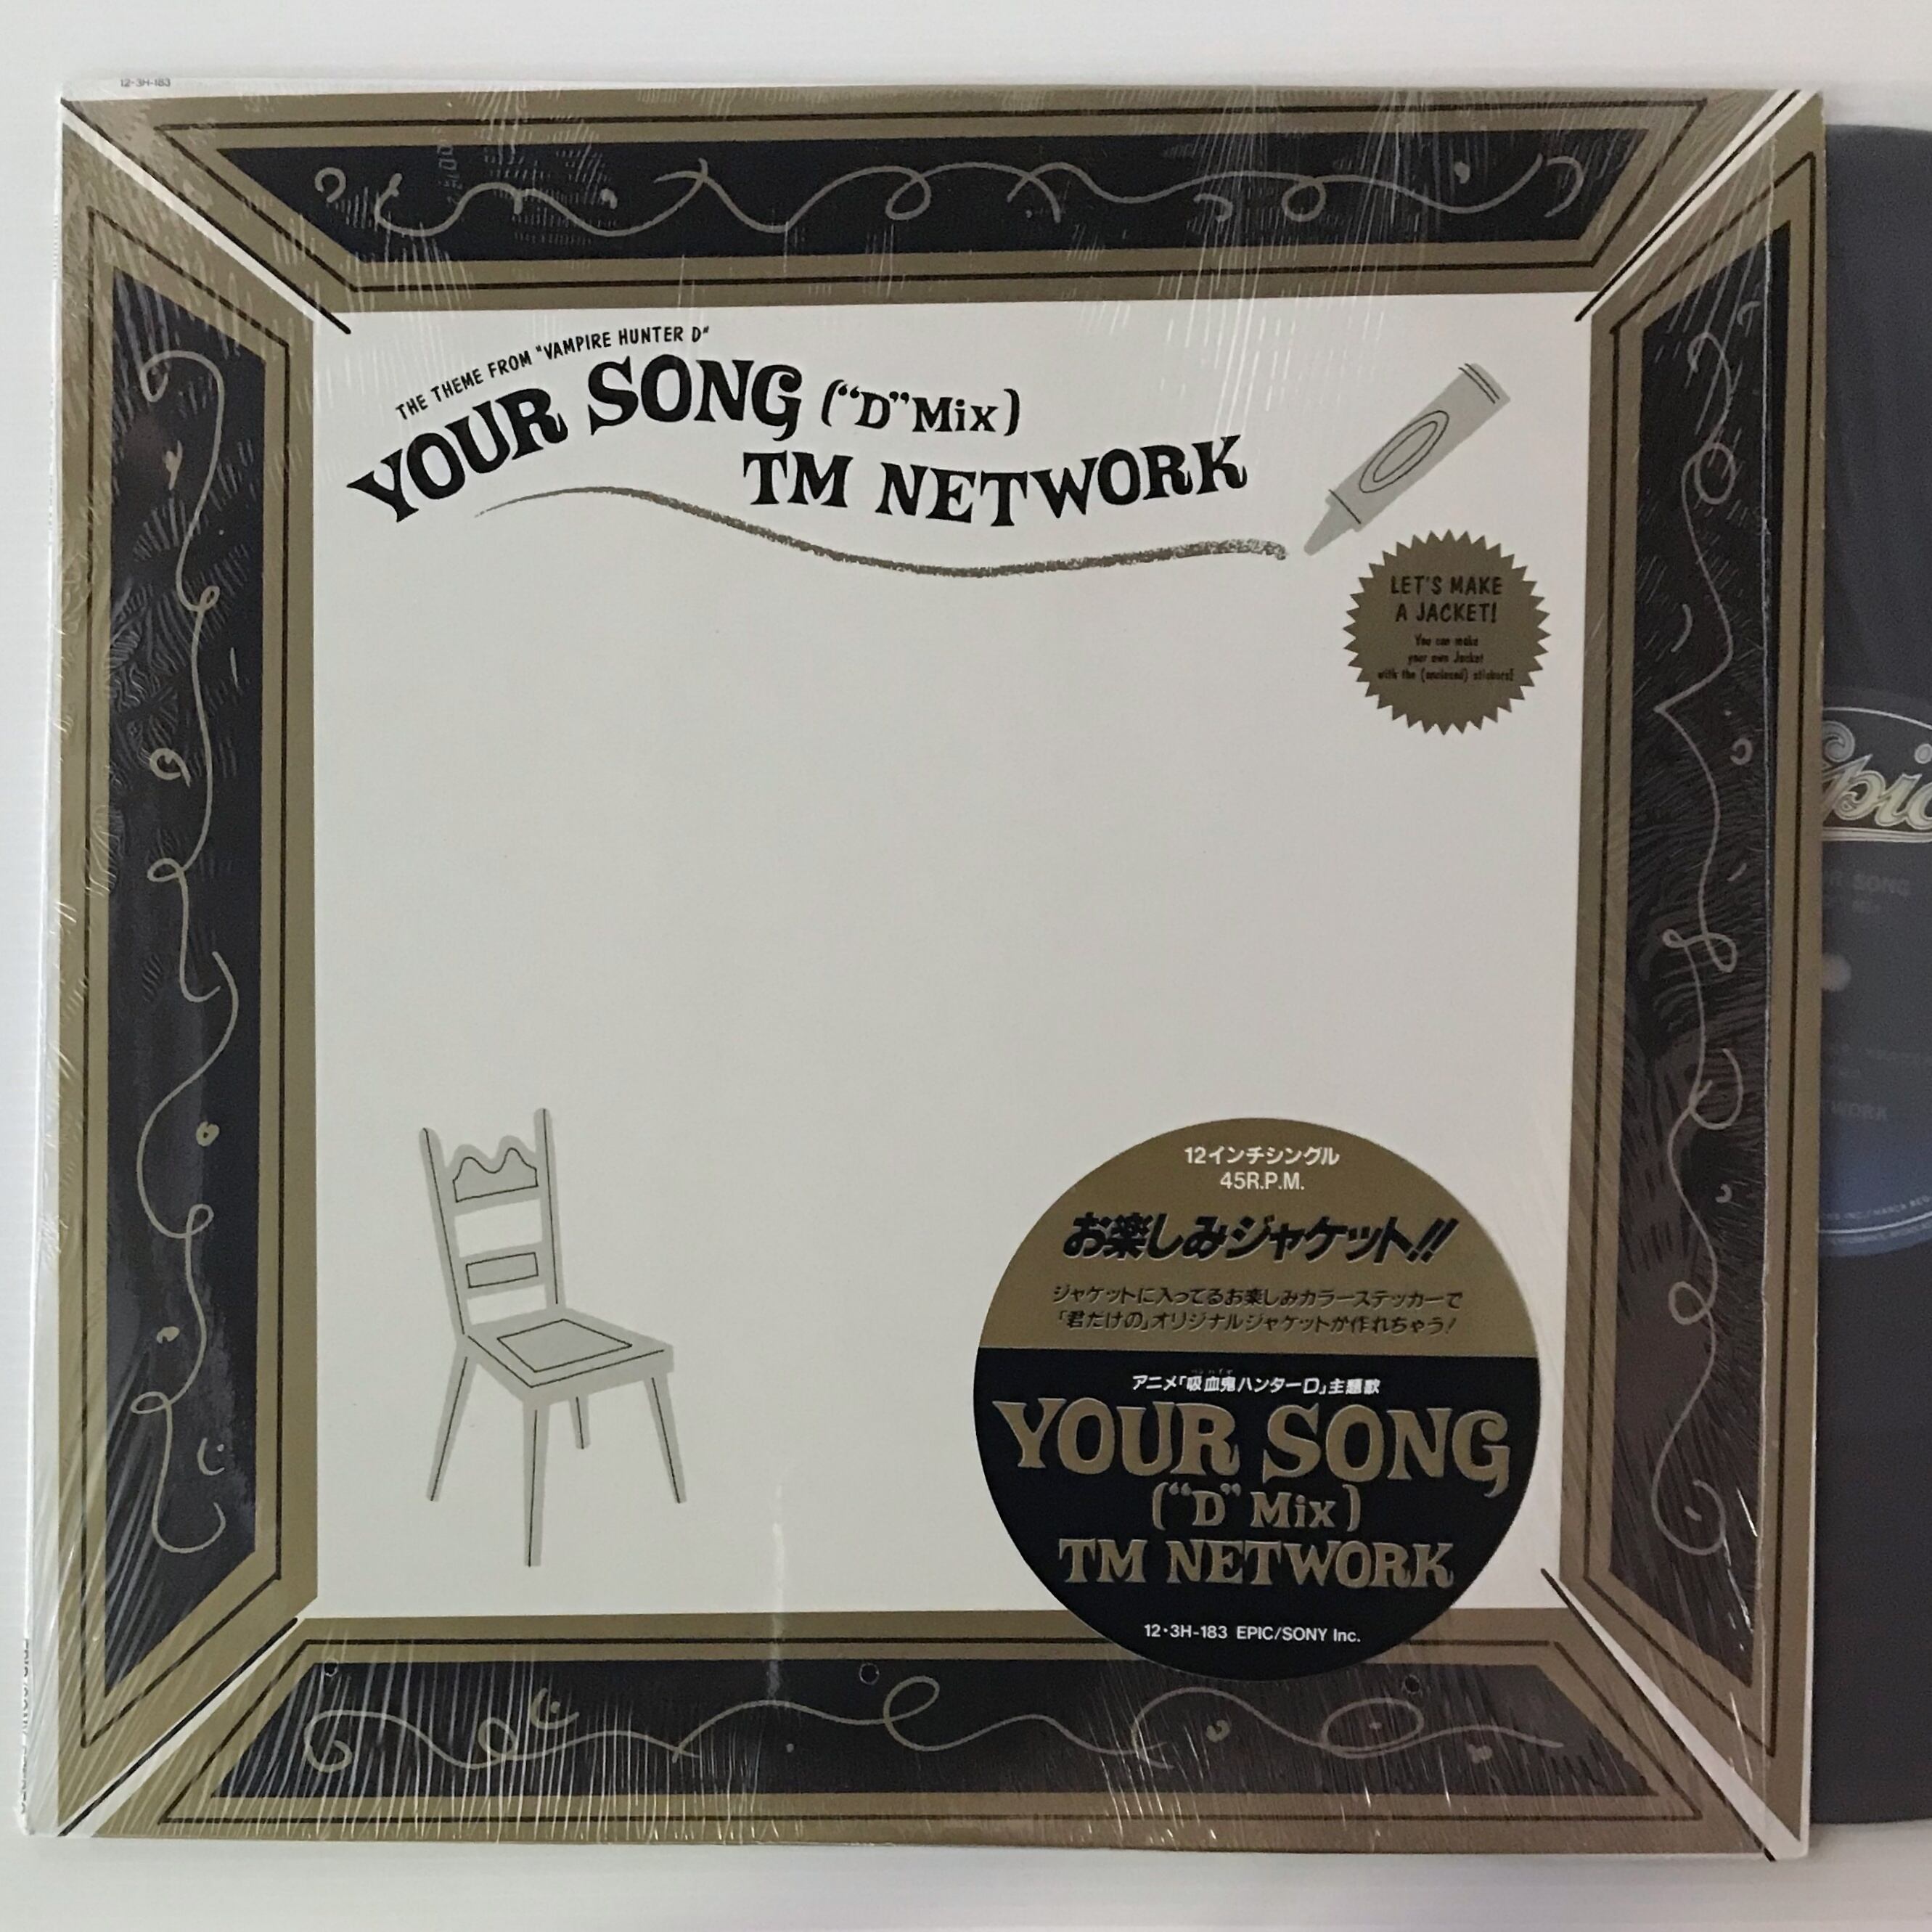 12・3H-183
THE THEME FROM "VAMPIRE HUNTER D"
YOUR SONG ("D" Mix)
TM NETWORK
LET'S MAKE
A JACKET!
You can make
your own Jacket
with the (enclosed) stickers!
Epic
SONG
12インチシングル
45R.P.M.
お楽しみジャケット!!
ジャケットに入ってるお楽しみカラーステッカーで
「君だけの」オリジナルジャケットが作れちゃう!
アニメ「吸血鬼ハンターD」主題歌
YOUR SONG
("D" Mix)
TM NETWORK
12・3H-183 EPIC/SONY Inc.